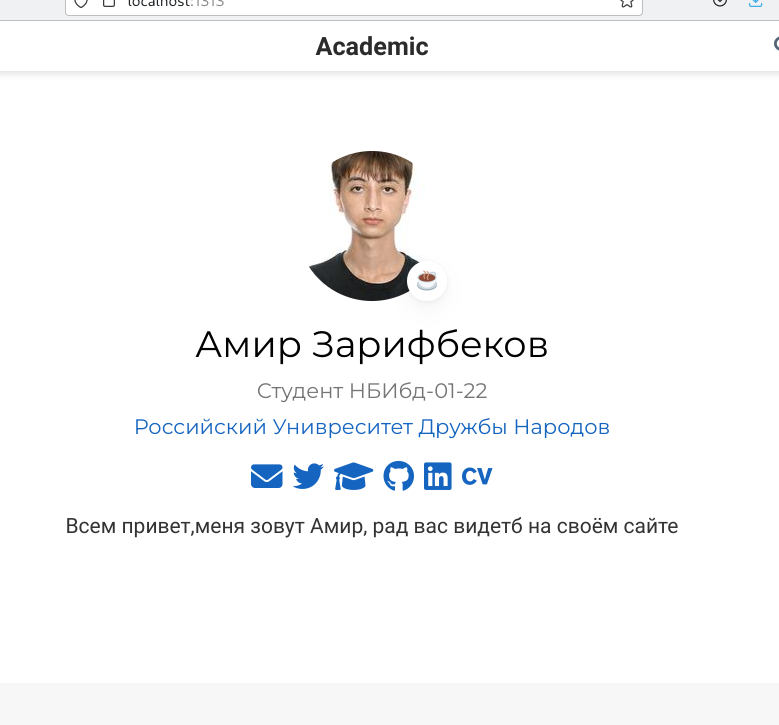 localhost:1313
Academic
Амир Зарифбеков
Студент НБИбд-01-22
Российский Унивреситет Дружбы Народов
CV
Всем привет,меня зовут Амир, рад вас видетб на своём сайте